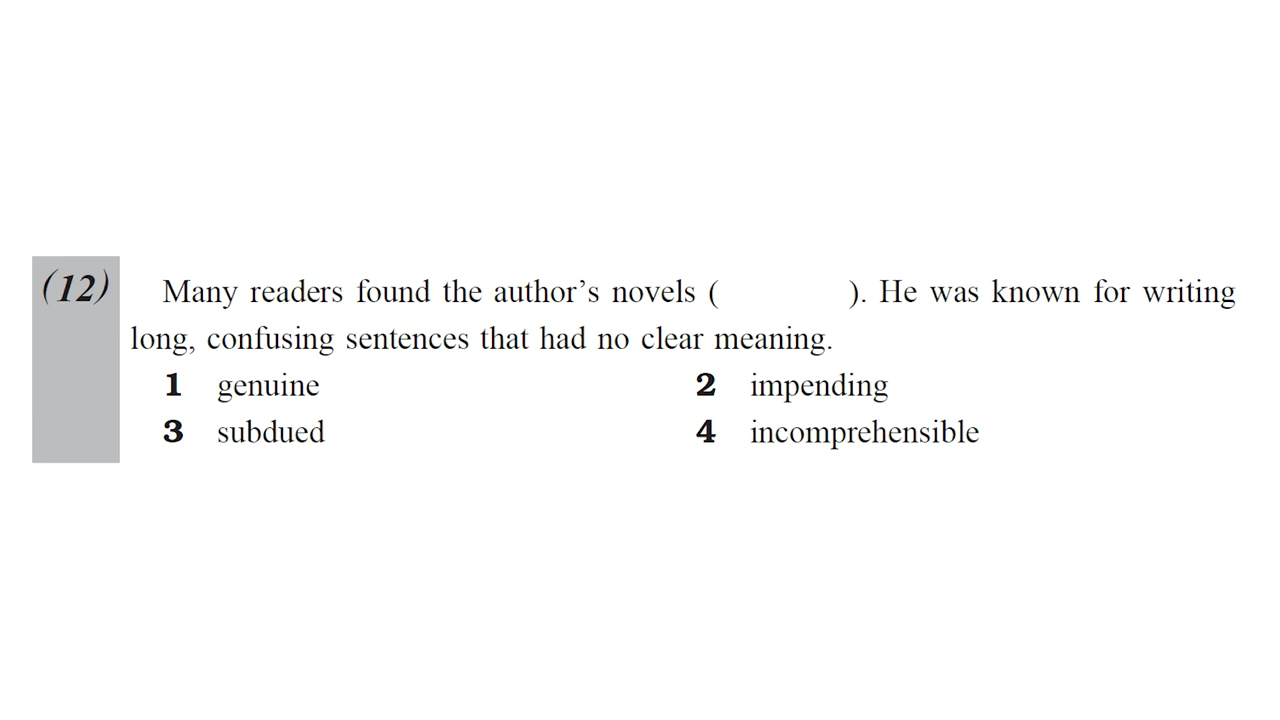 (12) Many readers found the author's novels ( ). He was known for writing
long, confusing sentences that had no clear meaning.
1 genuine 2 impending
3 subdued 4 incomprehensible